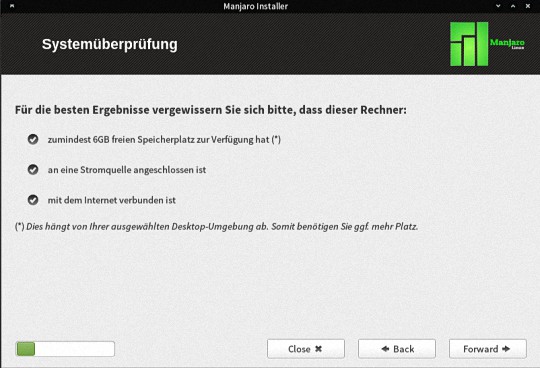 Manjaro Installer
Systemüberprüfung
Manjaro
Linux
Für die besten Ergebnisse vergewissern Sie sich bitte, dass dieser Rechner:
zumindest 6GB freien Speicherplatz zur Verfügung hat (*)
an eine Stromquelle angeschlossen ist
mit dem Internet verbunden ist
(*) Dies hängt von Ihrer ausgewählten Desktop-Umgebung ab. Somit benötigen Sie ggf. mehr Platz.
Close
Back
Forward